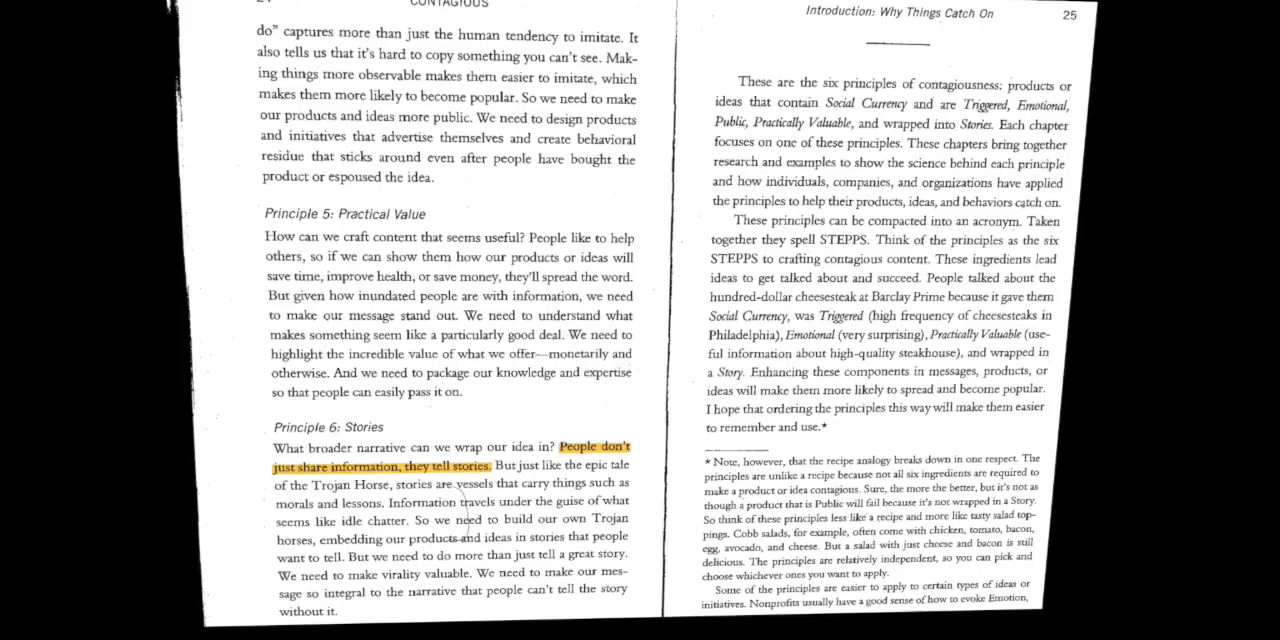 CONTAGIOUS
do” captures more than just the human tendency to imitate. It
also tells us that it’s hard to copy something you can’t see. Mak-
ing things more observable makes them easier to imitate, which
makes them more likely to become popular. So we need to make
our products and ideas more public. We need to design products
and initiatives that advertise themselves and create behavioral
residue that sticks around even after people have bought the
product or espoused the idea.
Principle 5: Practical Value
How can we craft content that seems useful? People like to help
others, so if we can show them how our products or ideas will
save time, improve health, or save money, they’ll spread the word.
But given how inundated people are with information, we need
to make our message stand out. We need to understand what
makes something seem like a particularly good deal. We need to
highlight the incredible value of what we offer—monetarily and
otherwise. And we need to package our knowledge and expertise
so that people can easily pass it on.
Principle 6: Stories
What broader narrative can we wrap our idea in? People don’t
just share information, they tell stories. But just like the epic tale
of the Trojan Horse, stories are vessels that carry things such as
morals and lessons. Information travels under the guise of what
seems like idle chatter. So we need to build our own Trojan
horses, embedding our products and ideas in stories that people
want to tell. But we need to do more than just tell a great story.
We need to make virality valuable. We need to make our mes-
sage so integral to the narrative that people can’t tell the story
without it.
Introduction: Why Things Catch On 25
These are the six principles of contagiousness: products or
ideas that contain Social Currency and are Triggered, Emotional,
Public, Practically Valuable, and wrapped into Stories. Each chapter
focuses on one of these principles. These chapters bring together
research and examples to show the science behind each principle
and how individuals, companies, and organizations have applied
the principles to help their products, ideas, and behaviors catch on.
These principles can be compacted into an acronym. Taken
together they spell STEPPS. Think of the principles as the six
STEPPS to crafting contagious content. These ingredients lead
ideas to get talked about and succeed. People talked about the
hundred-dollar cheesesteak at Barclay Prime because it gave them
Social Currency, was Triggered (high frequency of cheesesteaks in
Philadelphia), Emotional (very surprising), Practically Valuable (use-
ful information about high-quality steakhouse), and wrapped in
a Story. Enhancing these components in messages, products, or
ideas will make them more likely to spread and become popular.
I hope that ordering the principles this way will make them easier
to remember and use.*
* Note, however, that the recipe analogy breaks down in one respect. The
principles are unlike a recipe because not all six ingredients are required to
make a product or idea contagious. Sure, the more the better, but it’s not as
though a product that is Public will fail because it’s not wrapped in a Story.
So think of these principles less like a recipe and more like tasty salad top-
pings. Cobb salads, for example, often come with chicken, tomato, bacon,
egg, avocado, and cheese. But a salad with just cheese and bacon is still
delicious. The principles are relatively independent, so you can pick and
choose whichever ones you want to apply.
Some of the principles are easier to apply to certain types of ideas or
initiatives. Nonprofits usually have a good sense of how to evoke Emotion,